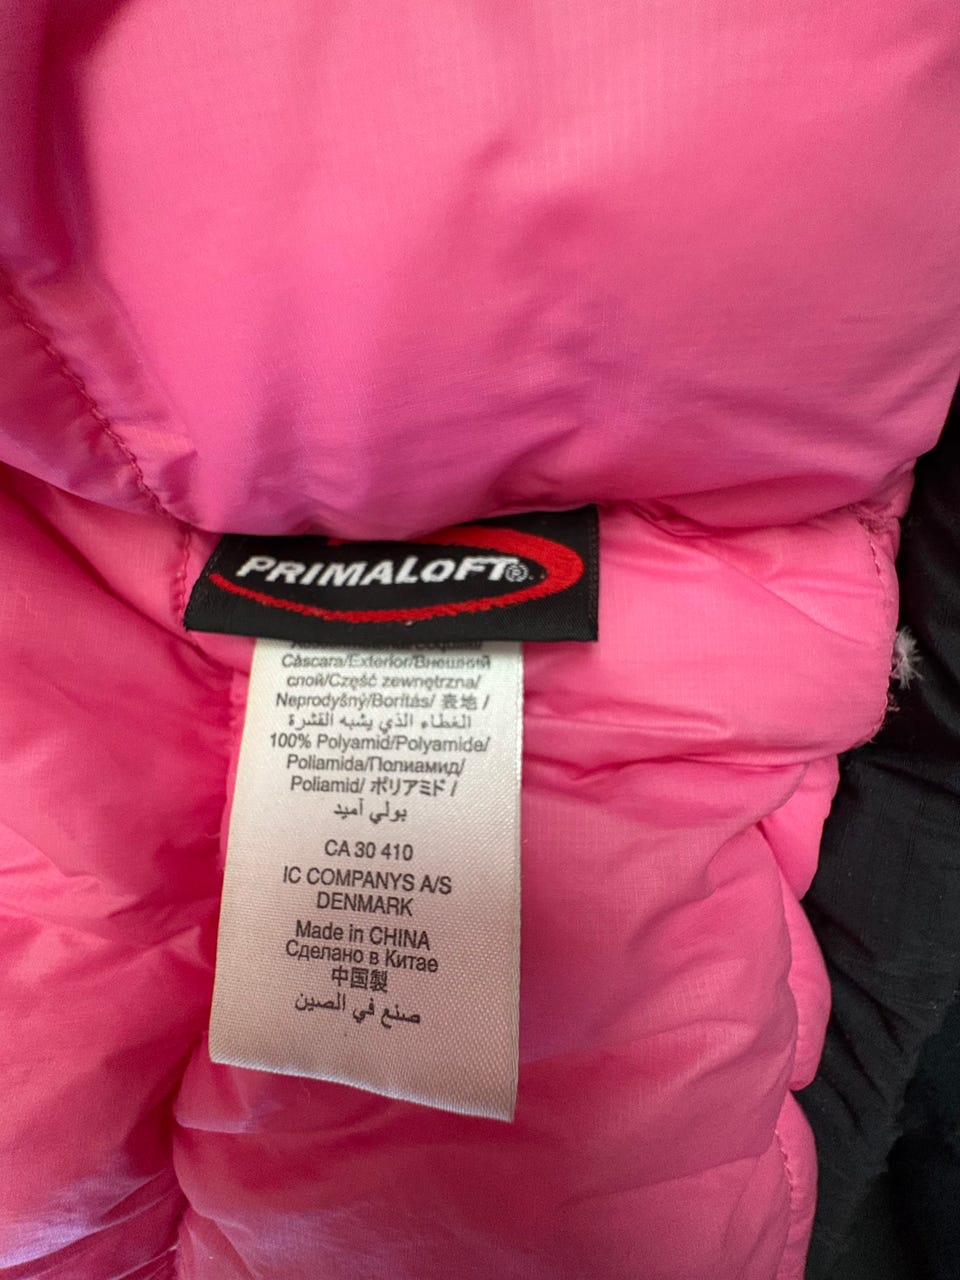 PRIMALOFT®
Cáscara/Exterior/Внешний
слой/Część zewnętrzna/
Neprodyšný/Borítás/ 表地 /
الغطاء الذي يشبه القشرة
100% Polyamid/Polyamide/
Poliamida/Полиамид/
Poliamid/ ポリアミド /
بولي آميد
CA 30 410
IC COMPANYS A/S
DENMARK
Made in CHINA
Сделано в Китае
中国製
صنع في الصين